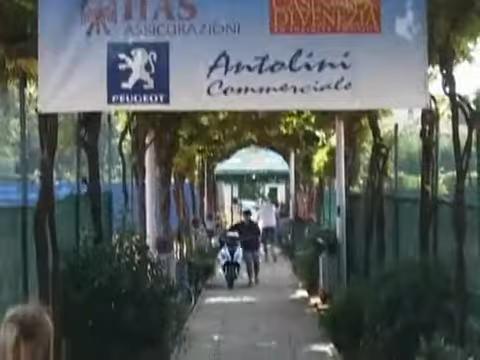 ITAS
ASSICURAZIONI
DI VENEZIA
PEUGEOT
Antolini
Commerciale